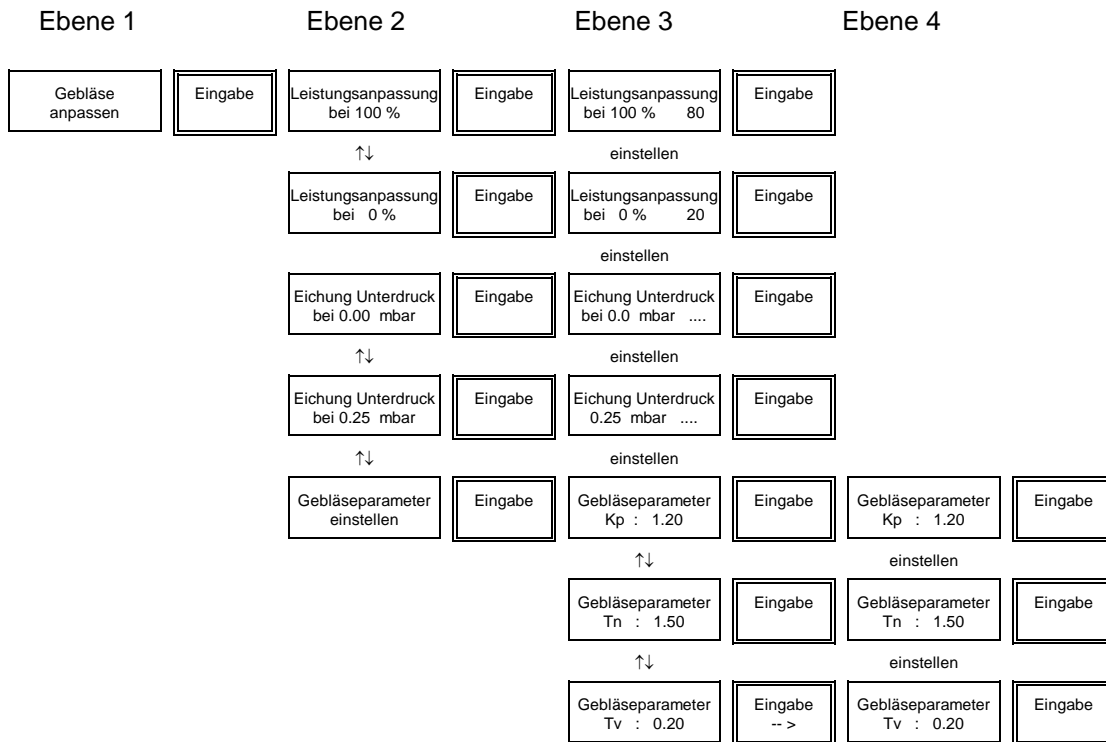 Ebene 1 Ebene 2 Ebene 3 Ebene 4
Gebläse Eingabe Leistungsanpassung Eingabe Leistungsanpassung Eingabe
anpassen bei 100 % bei 100 % 80
↑↓ einstellen
Leistungsanpassung Eingabe Leistungsanpassung Eingabe
bei 0 % bei 0 % 20
einstellen
Eichung Unterdruck Eingabe Eichung Unterdruck Eingabe
bei 0.00 mbar bei 0.0 mbar ....
↑↓ einstellen
Eichung Unterdruck Eingabe Eichung Unterdruck Eingabe
bei 0.25 mbar 0.25 mbar ....
↑↓ einstellen
Gebläseparameter Eingabe Gebläseparameter Eingabe Gebläseparameter Eingabe
einstellen Kp : 1.20 Kp : 1.20
↑↓ einstellen
Gebläseparameter Eingabe Gebläseparameter Eingabe
Tn : 1.50 Tn : 1.50
↑↓ einstellen
Gebläseparameter Eingabe Gebläseparameter Eingabe
Tv : 0.20 -- > Tv : 0.20